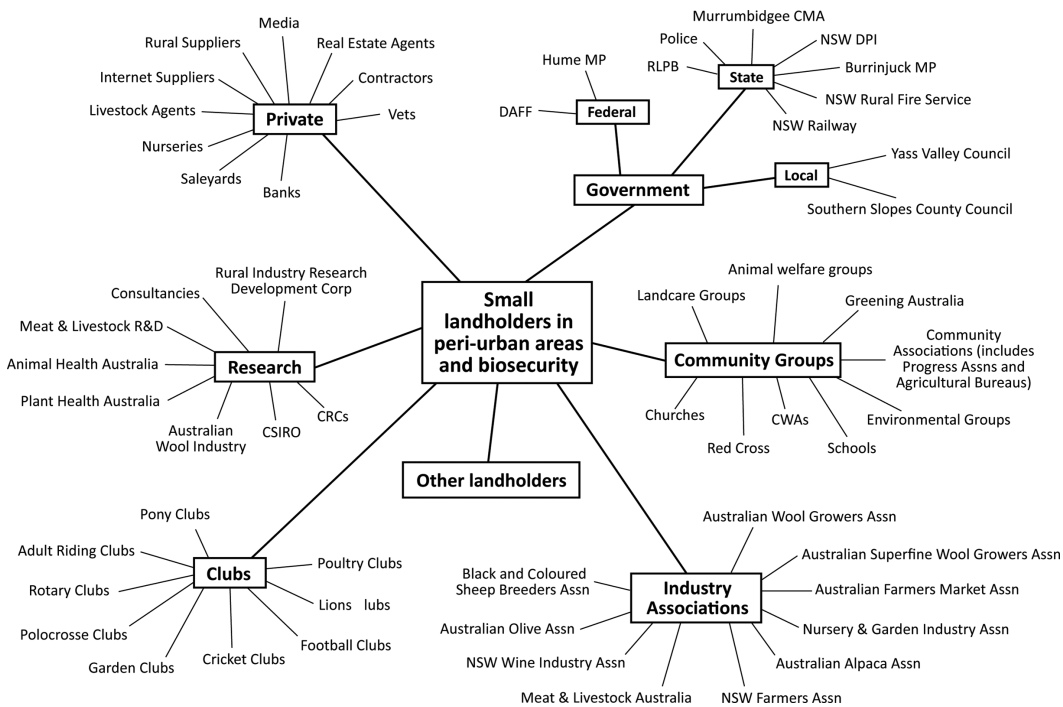 Media
Rural Suppliers
Real Estate Agents
Internet Suppliers
Contractors
Livestock Agents
Private
Vets
Nurseries
Saleyards
Banks
Murrumbidgee CMA
Police
NSW DPI
Hume MP
RLPB
State
Burrinjuck MP
DAFF
Federal
NSW Rural Fire Service
NSW Railway
Yass Valley Council
Government
Local
Southern Slopes County Council
Rural Industry Research
Development Corp
Consultancies
Meat & Livestock R&D
Animal Health Australia
Research
Plant Health Australia
Australian
Wool Industry
CSIRO
CRCs
Small
landholders in
peri-urban areas
and biosecurity
Animal welfare groups
Landcare Groups
Greening Australia
Community Groups
Community
Associations (includes
Progress Assns and
Agricultural Bureaus)
Churches
CWAs
Environmental Groups
Red Cross
Schools
Other landholders
Pony Clubs
Adult Riding Clubs
Clubs
Poultry Clubs
Rotary Clubs
Lions lubs
Polocrosse Clubs
Football Clubs
Garden Clubs
Cricket Clubs
Australian Wool Growers Assn
Australian Superfine Wool Growers Assn
Black and Coloured
Sheep Breeders Assn
Industry
Associations
Australian Farmers Market Assn
Australian Olive Assn
Nursery & Garden Industry Assn
NSW Wine Industry Assn
Australian Alpaca Assn
Meat & Livestock Australia
NSW Farmers Assn